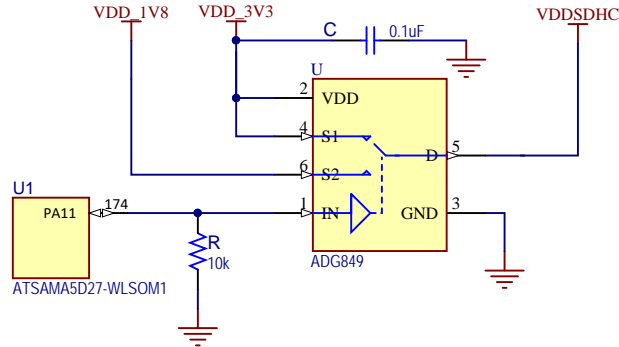 VDD_1V8
VDD_3V3
VDDSDHC
C
0.1uF
U
2
VDD
4
S1
5
D
6
S2
U1
PA11
174
1
IN
3
GND
R
10k
ADG849
ATSAMA5D27-WLSOM1